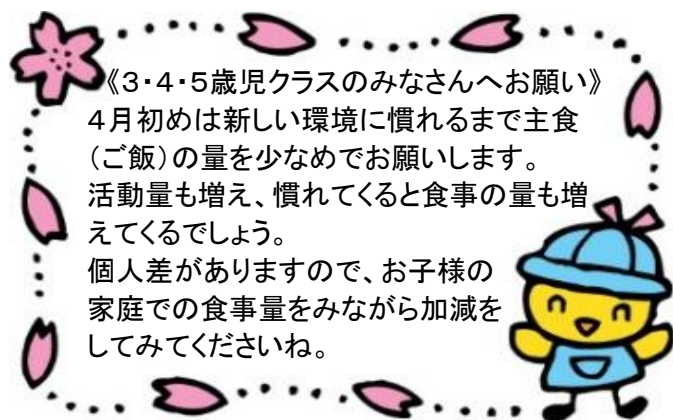 《3・4・5歳児クラスのみなさんへお願い》
4月初めは新しい環境に慣れるまで主食
(ご飯)の量を少なめでお願いします。
活動量も増え、慣れてくると食事の量も増
えてくるでしょう。
個人差がありますので、お子様の
家庭での食事量をみながら加減を
してみてくださいね。